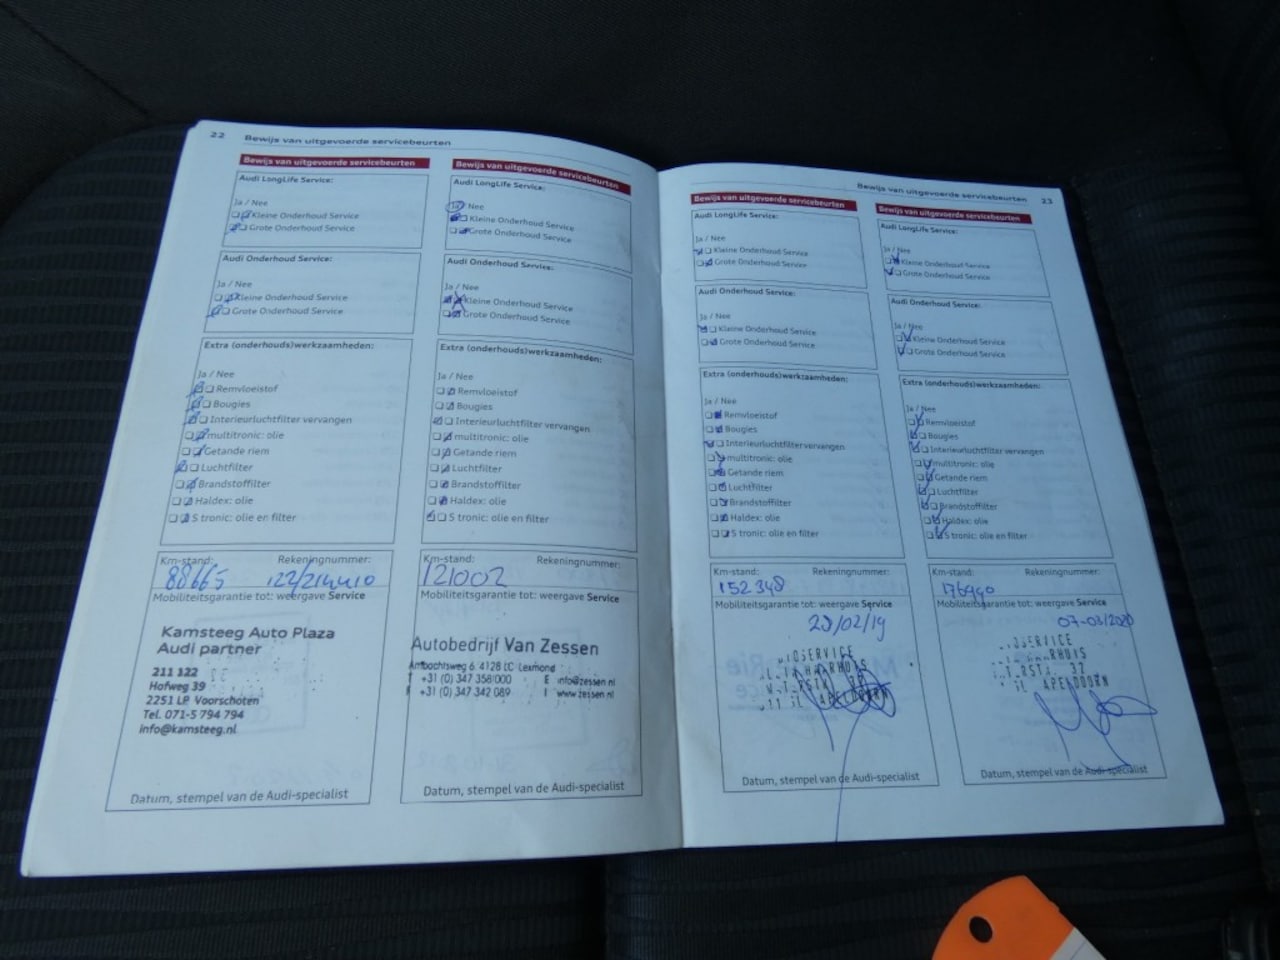 22 Bewijs van uitgevoerde servicebeurten
Bewijs van uitgevoerde servicebeurten
Audi LongLife Service:
Ja / Nee
Kleine Onderhoud Service
Grote Onderhoud Service
Audi Onderhoud Service:
Ja / Nee
Kleine Onderhoud Service
Grote Onderhoud Service
Extra (onderhouds)werkzaamheden:
Ja / Nee
Remvloeistof
Bougies
Interieurluchtfilter vervangen
multitronic: olie
Getande riem
Luchtfilter
Brandstoffilter
Haldex: olie
S tronic: olie en filter
Km-stand: Rekeningnummer:
88665
Mobiliteitsgarantie tot: weergave Service
Kamsteeg Auto Plaza
Audi partner
211 122
Hofweg 39
2251 LP Voorschoten
Tel. 071-5 794 794
info@kamsteeg.nl
Datum, stempel van de Audi-specialist
Bewijs van uitgevoerde servicebeurten
Audi LongLife Service:
Ja / Nee
Kleine Onderhoud Service
Grote Onderhoud Service
Audi Onderhoud Service:
Ja / Nee
Kleine Onderhoud Service
Grote Onderhoud Service
Extra (onderhouds)werkzaamheden:
Ja / Nee
Remvloeistof
Bougies
Interieurluchtfilter vervangen
multitronic: olie
Getande riem
Luchtfilter
Brandstoffilter
Haldex: olie
S tronic: olie en filter
Km-stand: Rekeningnummer:
121002
Mobiliteitsgarantie tot: weergave Service
Autobedrijf Van Zessen
Ambachtsweg 6, 4128 LC Lexmond
T +31 (0) 347 358 000 E info@zessen.nl
F +31 (0) 347 342 089 I www.zessen.nl
Datum, stempel van de Audi-specialist
Bewijs van uitgevoerde servicebeurten 23
Bewijs van uitgevoerde servicebeurten
Audi LongLife Service:
Ja / Nee
Kleine Onderhoud Service
Grote Onderhoud Service
Audi Onderhoud Service:
Ja / Nee
Kleine Onderhoud Service
Grote Onderhoud Service
Extra (onderhouds)werkzaamheden:
Ja / Nee
Remvloeistof
Bougies
Interieurluchtfilter vervangen
multitronic: olie
Getande riem
Luchtfilter
Brandstoffilter
Haldex: olie
S tronic: olie en filter
Km-stand: Rekeningnummer:
152348
Mobiliteitsgarantie tot: weergave Service
APELDOORN
Datum, stempel van de Audi-specialist
Bewijs van uitgevoerde servicebeurten
Audi LongLife Service:
Ja / Nee
Kleine Onderhoud Service
Grote Onderhoud Service
Audi Onderhoud Service:
Ja / Nee
Kleine Onderhoud Service
Grote Onderhoud Service
Extra (onderhouds)werkzaamheden:
Ja / Nee
Remvloeistof
Bougies
Interieurluchtfilter vervangen
multitronic: olie
Getande riem
Luchtfilter
Brandstoffilter
Haldex: olie
S tronic: olie en filter
Km-stand: Rekeningnummer:
Mobiliteitsgarantie tot: weergave Service
07-03/2020
32
APELDOORN
Datum, stempel van de Audi-specialist